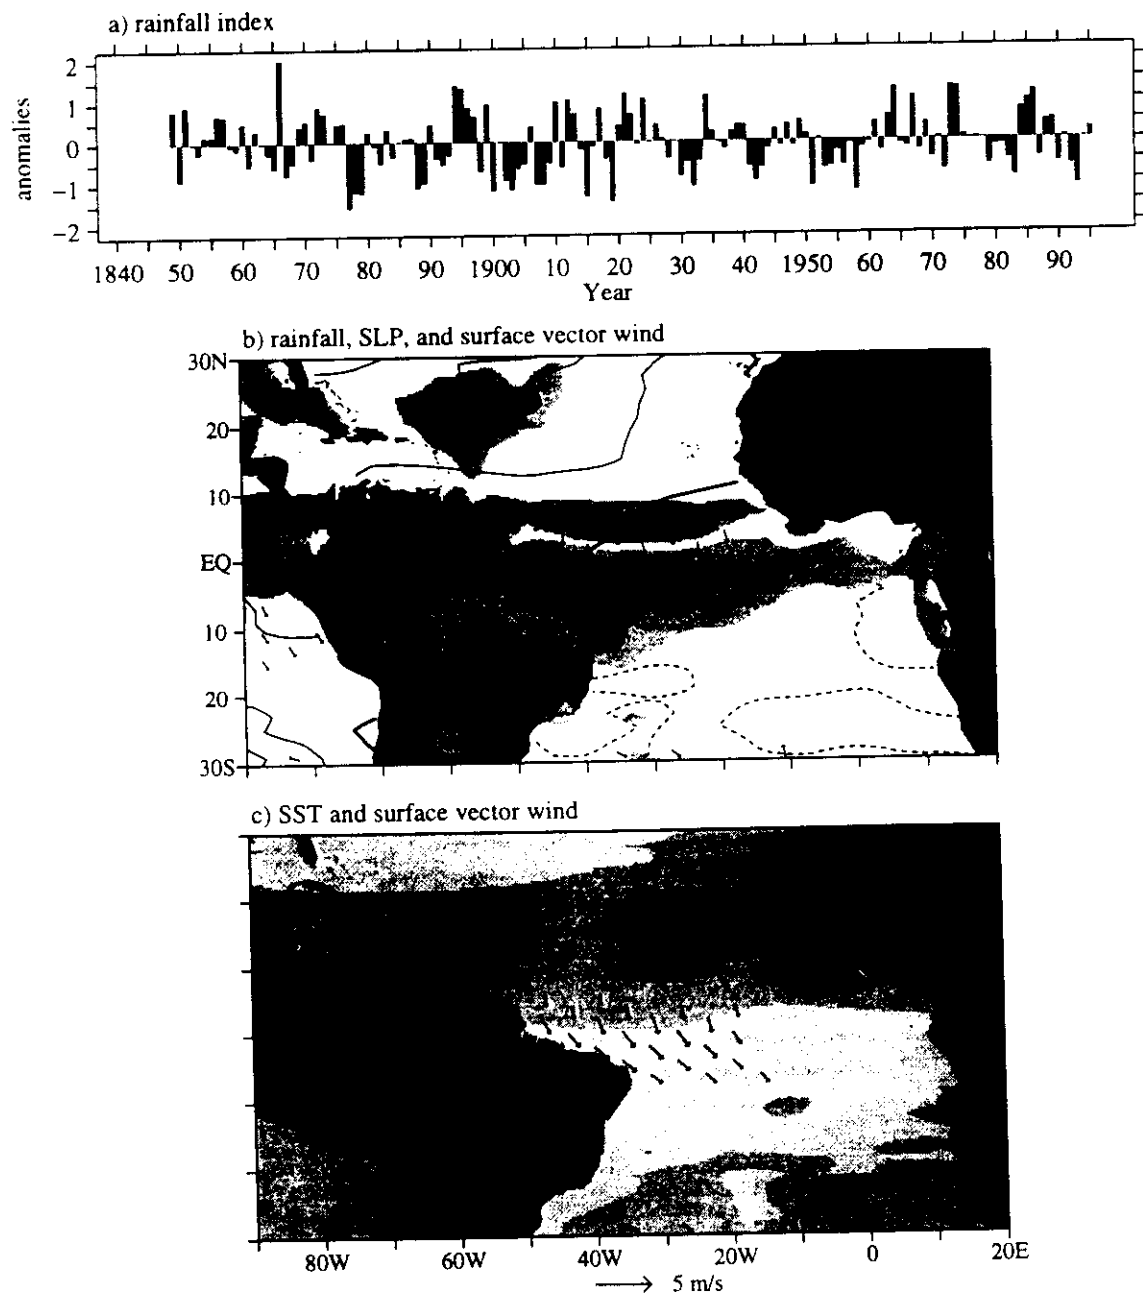 a) rainfall index
2
1
0
−1
−2
anomalies
1840 50 60 70 80 90 1900 10 20 30 40 1950 60 70 80 90
Year
b) rainfall, SLP, and surface vector wind
30N
20
10
EQ
10
20
30S
c) SST and surface vector wind
80W 60W 40W 20W 0 20E
5 m/s